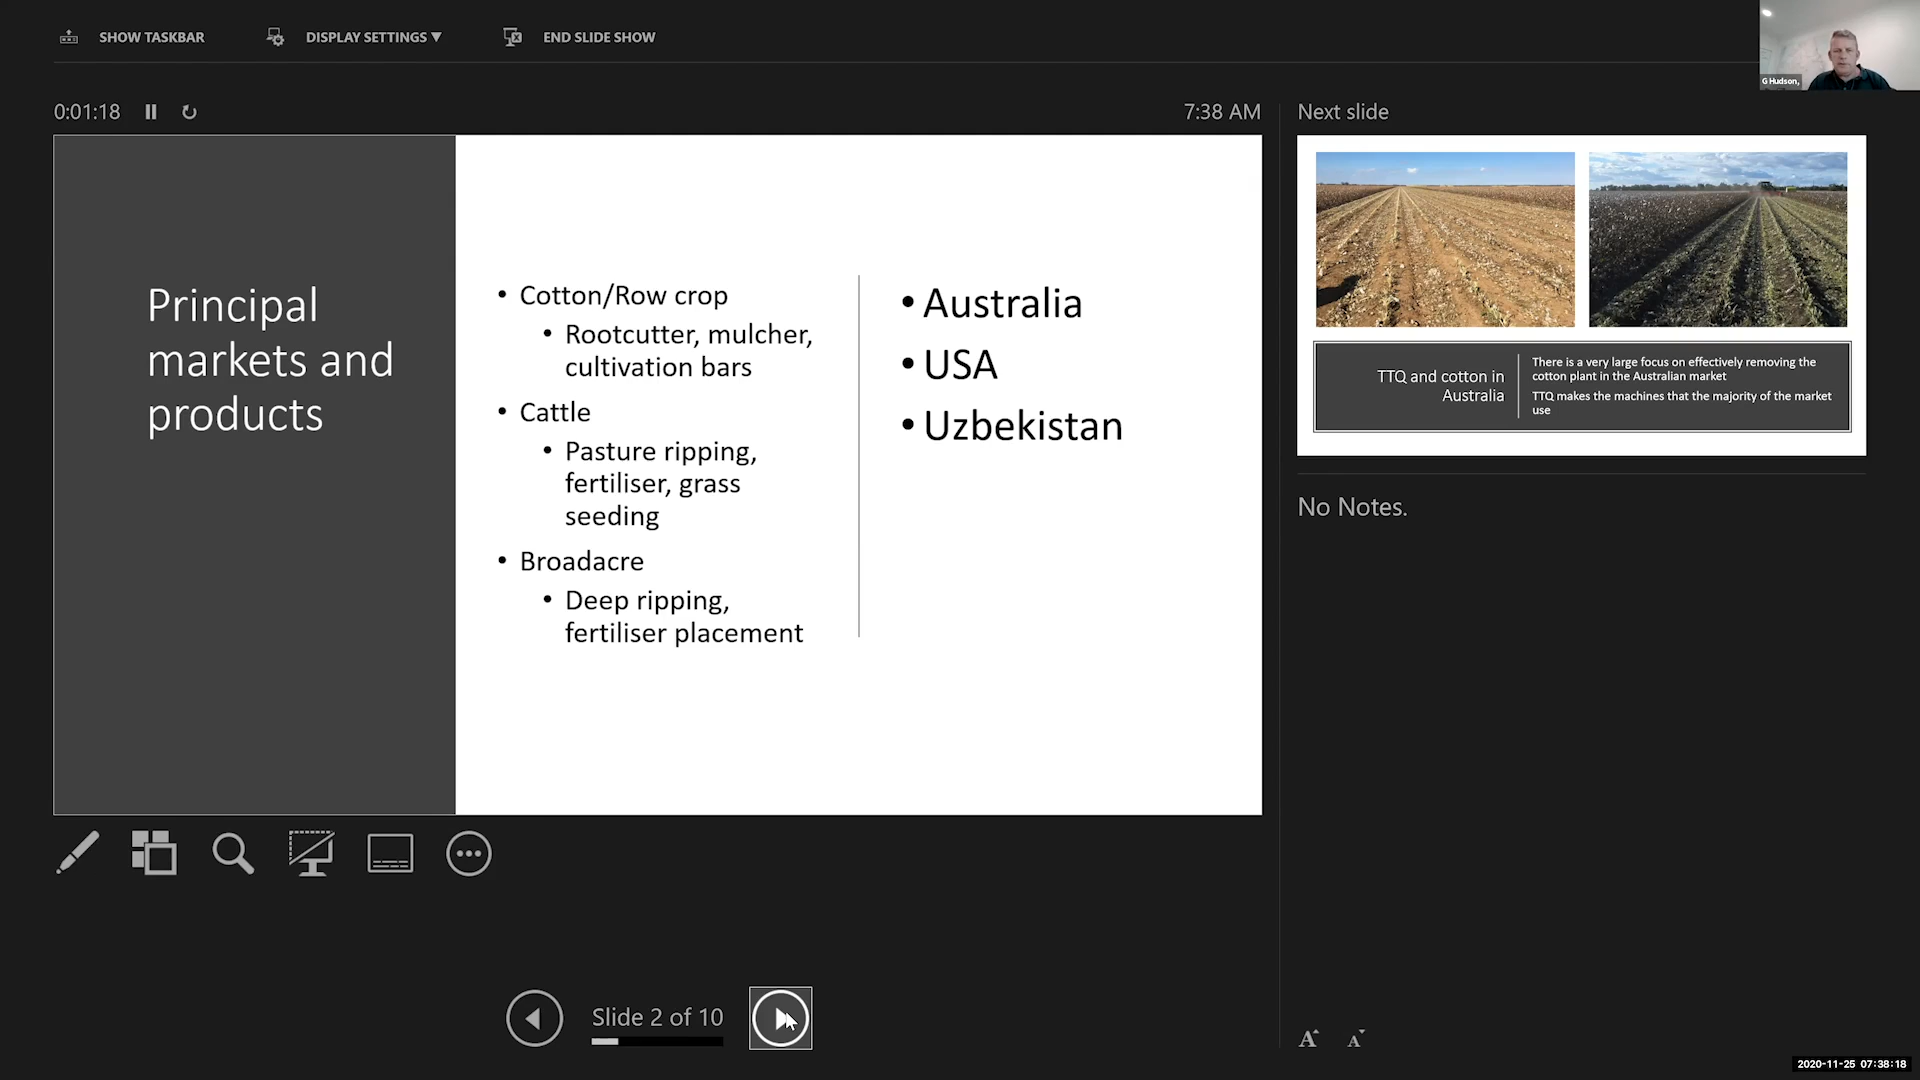 SHOW TASKBAR
DISPLAY SETTINGS ▼
END SLIDE SHOW
G Hudson,
0:01:18
7:38 AM
Next slide
Principal
markets and
products
• Cotton/Row crop
• Rootcutter, mulcher,
cultivation bars
• Cattle
• Pasture ripping,
fertiliser, grass
seeding
• Broadacre
• Deep ripping,
fertiliser placement
• Australia
• USA
• Uzbekistan
TTQ and cotton in
Australia
There is a very large focus on effectively removing the
cotton plant in the Australian market
TTQ makes the machines that the majority of the market
use
No Notes.
Slide 2 of 10
A A
2020-11-25 07:38:18